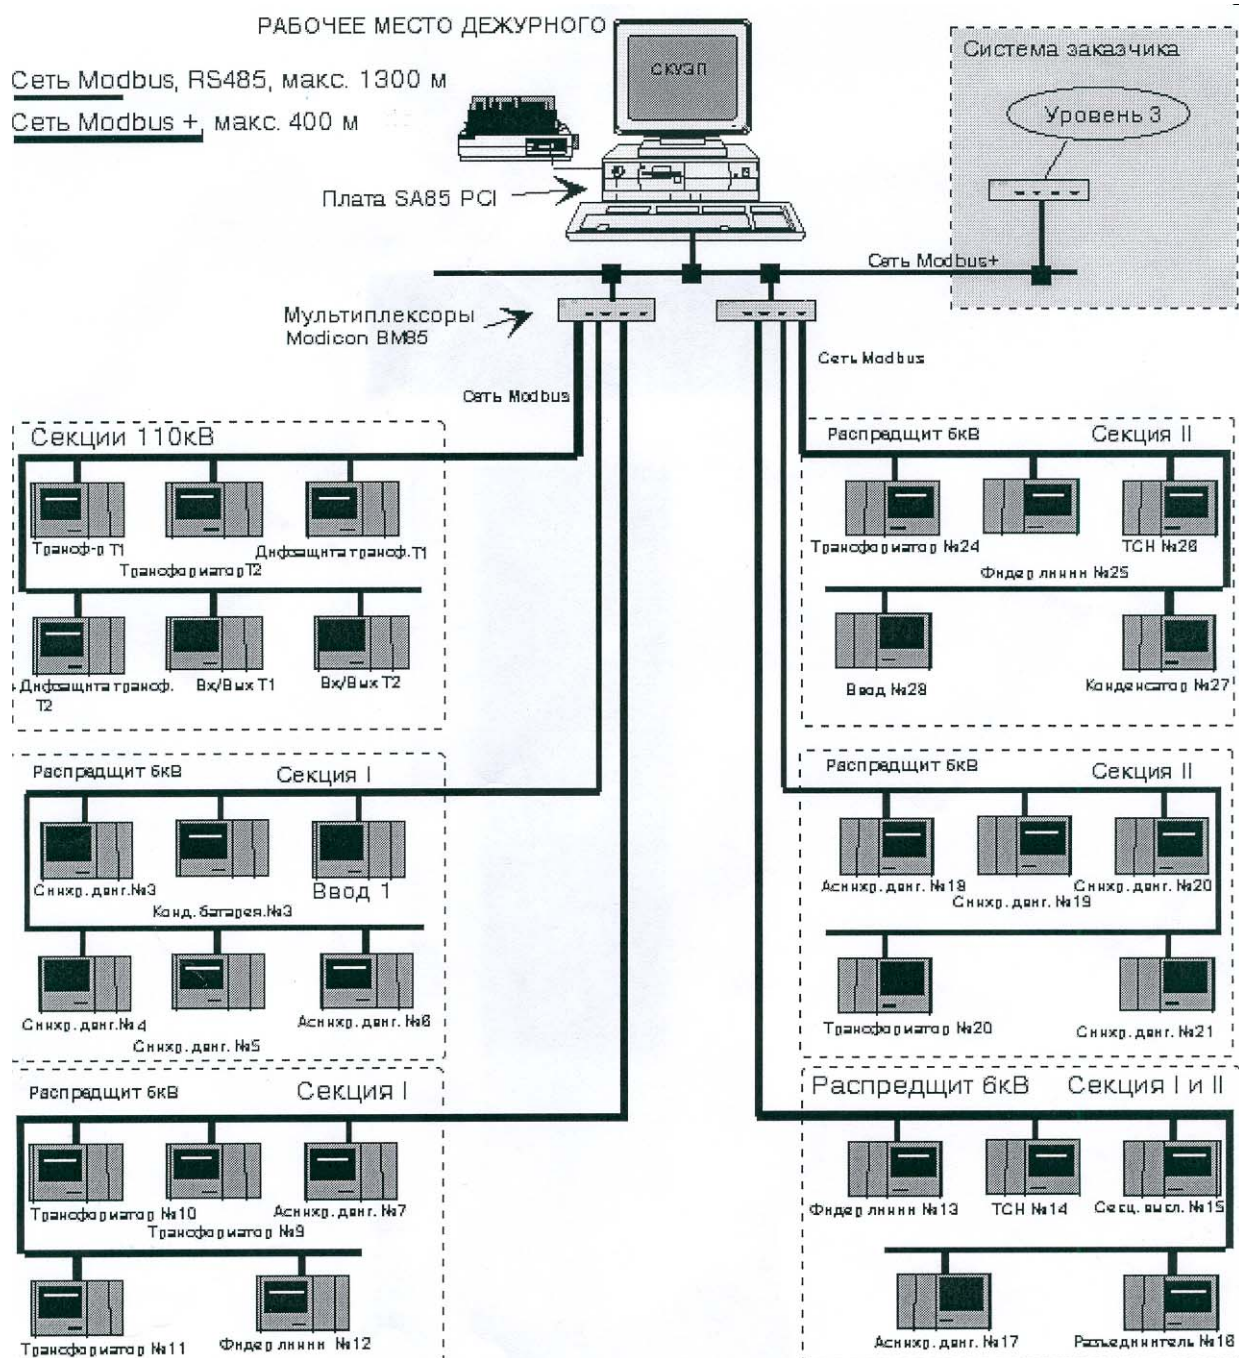 РАБОЧЕЕ МЕСТО ДЕЖУРНОГО
Сеть Modbus, RS485, макс. 1300 м
Сеть Modbus +, макс. 400 м
СКУЭП
Система заказчика
Уровень 3
Плата SA85 PCI
Сеть Modbus+
Мультиплексоры
Modicon BM85
Сеть Modbus
Сеть Modbus
Секции 110кВ
Трансф-р Т1
Трансформатор Т2
Дифзащита трансф. Т1
Дифзащита трансф.
Т2
Вх/Вых Т1
Вх/Вых Т2
Распредщит 6кВ Секция II
Трансформатор №24
Фидер линии №25
ТСН №26
Ввод №28
Конденсатор №27
Распредщит 6кВ Секция I
Синхр. двиг. №3
Конд. батарея. №3
Ввод 1
Синхр. двиг. №4
Синхр. двиг. №5
Асинхр. двиг. №6
Распредщит 6кВ Секция II
Асинхр. двиг. №18
Синхр. двиг. №19
Синхр. двиг. №20
Трансформатор №20
Синхр. двиг. №21
Распредщит 6кВ Секция I
Трансформатор №10
Трансформатор №9
Асинхр. двиг. №7
Трансформатор №11
Фидер линии №12
Распредщит 6кВ Секция I и II
Фидер линии №13
ТСН №14
Секц. выкл. №15
Асинхр. двиг. №17
Разъединитель №16